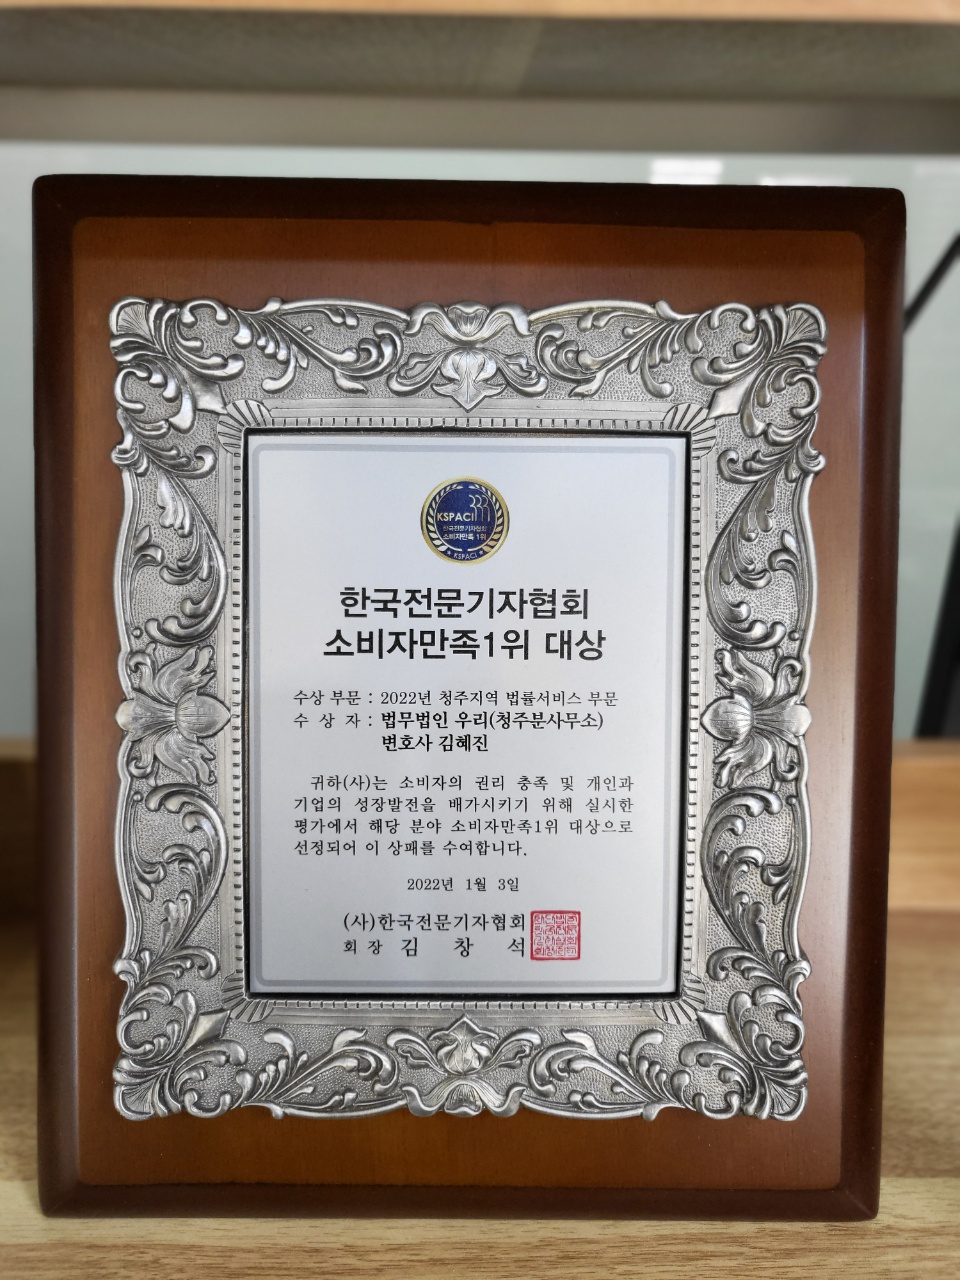 KSPACI
한국전문기자협회
소비자만족 1위
KSPACI
한국전문기자협회
소비자만족1위 대상
수상 부문 : 2022년 청주지역 법률서비스 부문
수 상 자 : 법무법인 우리(청주분사무소)
변호사 김혜진
귀하(사)는 소비자의 권리 충족 및 개인과
기업의 성장발전을 배가시키기 위해 실시한
평가에서 해당 분야 소비자만족1위 대상으로
선정되어 이 상패를 수여합니다.
2022년 1월 3일
(사)한국전문기자협회
회장 김 창 석